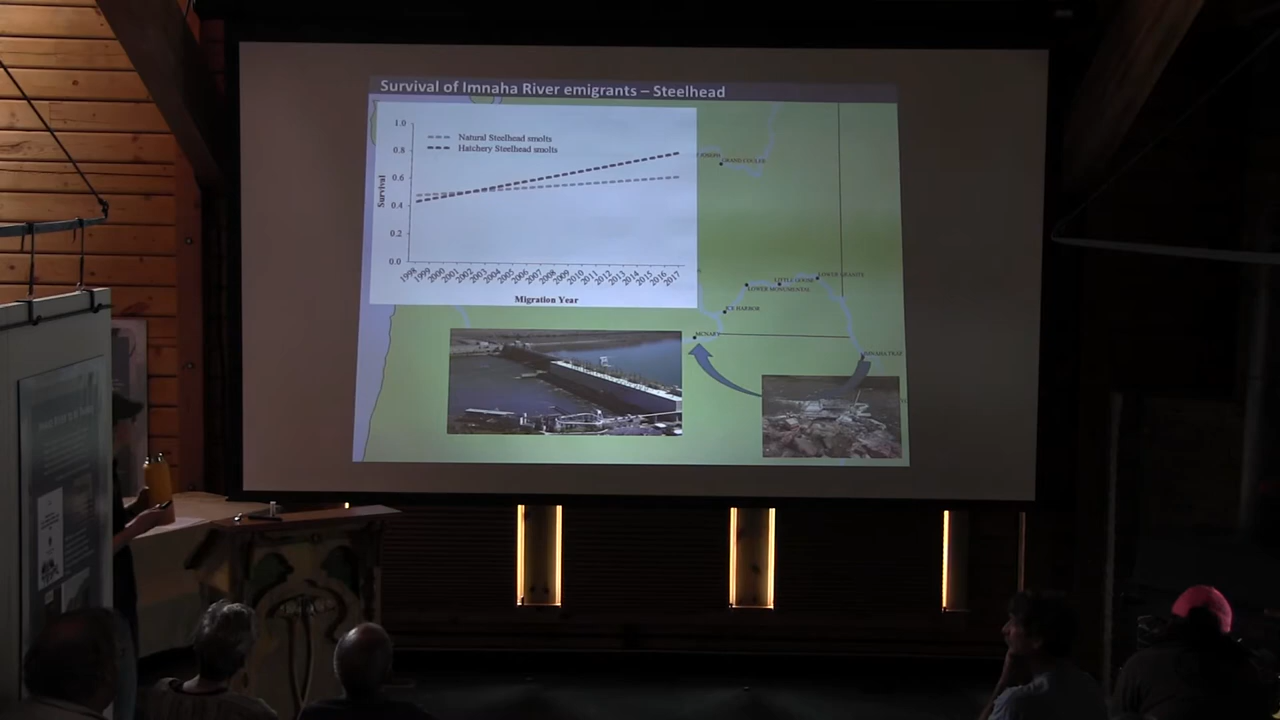 Survival of Imnaha River emigrants – Steelhead
1.0
0.8
0.6
0.4
0.2
0.0
Survival
Natural Steelhead smolts
Hatchery Steelhead smolts
1998
1999
2000
2001
2002
2003
2004
2005
2006
2007
2008
2009
2010
2011
2012
2013
2014
2015
2016
2017
Migration Year
GRAND COULEE
LOWER GRANITE
LITTLE GOOSE
LOWER MONUMENTAL
ICE HARBOR
MCNARY
IMNAHA TRAP